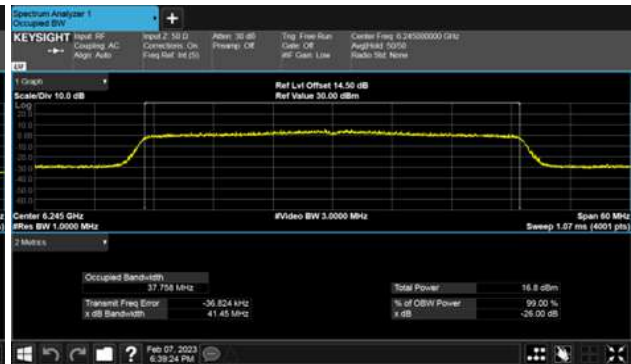 Spectrum Analyzer 1
Occupied BW
+
KEYSIGHT
Input: RF
Coupling: AC
Align: Auto
Input Z: 50 Ω
Corrections: On
Freq Ref: Int (S)
Atten: 30 dB
Preamp: Off
Trig: Free Run
Gate: Off
#IF Gain: Low
Center Freq: 6.245000000 GHz
Avg|Hold: 50/50
Radio Std: None
1 Graph
Scale/Div 10.0 dB
Ref Lvl Offset 14.50 dB
Ref Value 30.00 dBm
Log
20.0
10.0
0.00
-10.0
-20.0
-30.0
-40.0
-50.0
-60.0
Center 6.245 GHz
#Res BW 1.0000 MHz
#Video BW 3.0000 MHz
Span 60 MHz
Sweep 1.07 ms (4001 pts)
2 Metrics
Occupied Bandwidth
37.758 MHz
Total Power 16.8 dBm
Transmit Freq Error -36.824 kHz
x dB Bandwidth 41.45 MHz
% of OBW Power 99.00 %
x dB -26.00 dB
?
Feb 07, 2023
6:39:24 PM